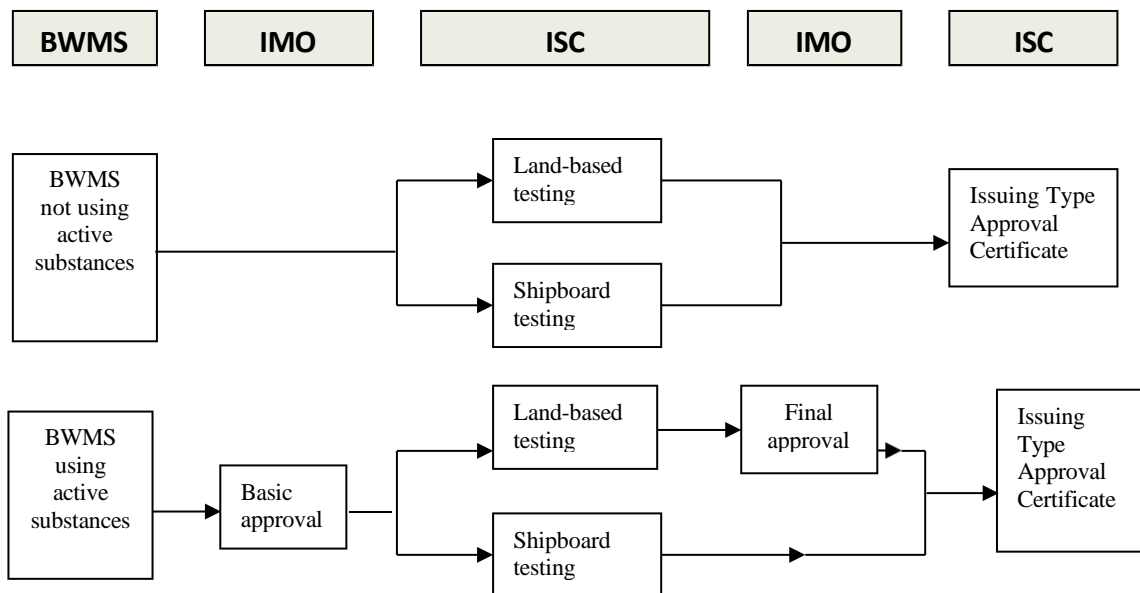 BWMS
IMO
ISC
IMO
ISC
BWMS
not using
active
substances
Land-based
testing
Shipboard
testing
Issuing Type
Approval
Certificate
BWMS
using
active
substances
Basic
approval
Land-based
testing
Shipboard
testing
Final
approval
Issuing
Type
Approval
Certificate